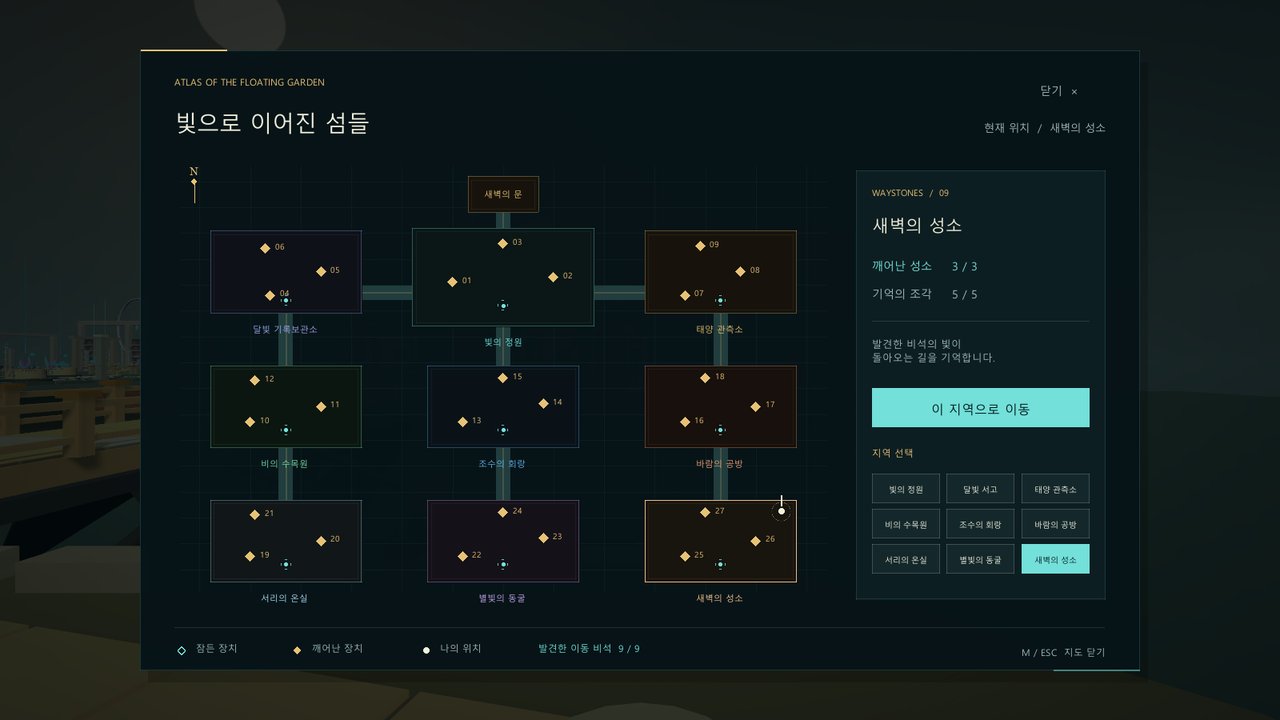 ATLAS OF THE FLOATING GARDEN
닫기 ×
빛으로 이어진 섬들
현재 위치 / 새벽의 성소
N
새벽의 문
06
05
04
달빛 기록보관소
03
01
02
빛의 정원
09
08
07
태양 관측소
12
11
10
비의 수목원
15
14
13
조수의 회랑
18
17
16
바람의 공방
21
20
19
서리의 온실
24
23
22
별빛의 동굴
27
26
25
새벽의 성소
WAYSTONES / 09
새벽의 성소
깨어난 성소 3 / 3
기억의 조각 5 / 5
발견한 비석의 빛이
돌아오는 길을 기억합니다.
이 지역으로 이동
지역 선택
빛의 정원 달빛 서고 태양 관측소
비의 수목원 조수의 회랑 바람의 공방
서리의 온실 별빛의 동굴 새벽의 성소
잠든 장치 깨어난 장치 나의 위치 발견한 이동 비석 9 / 9
M / ESC 지도 닫기